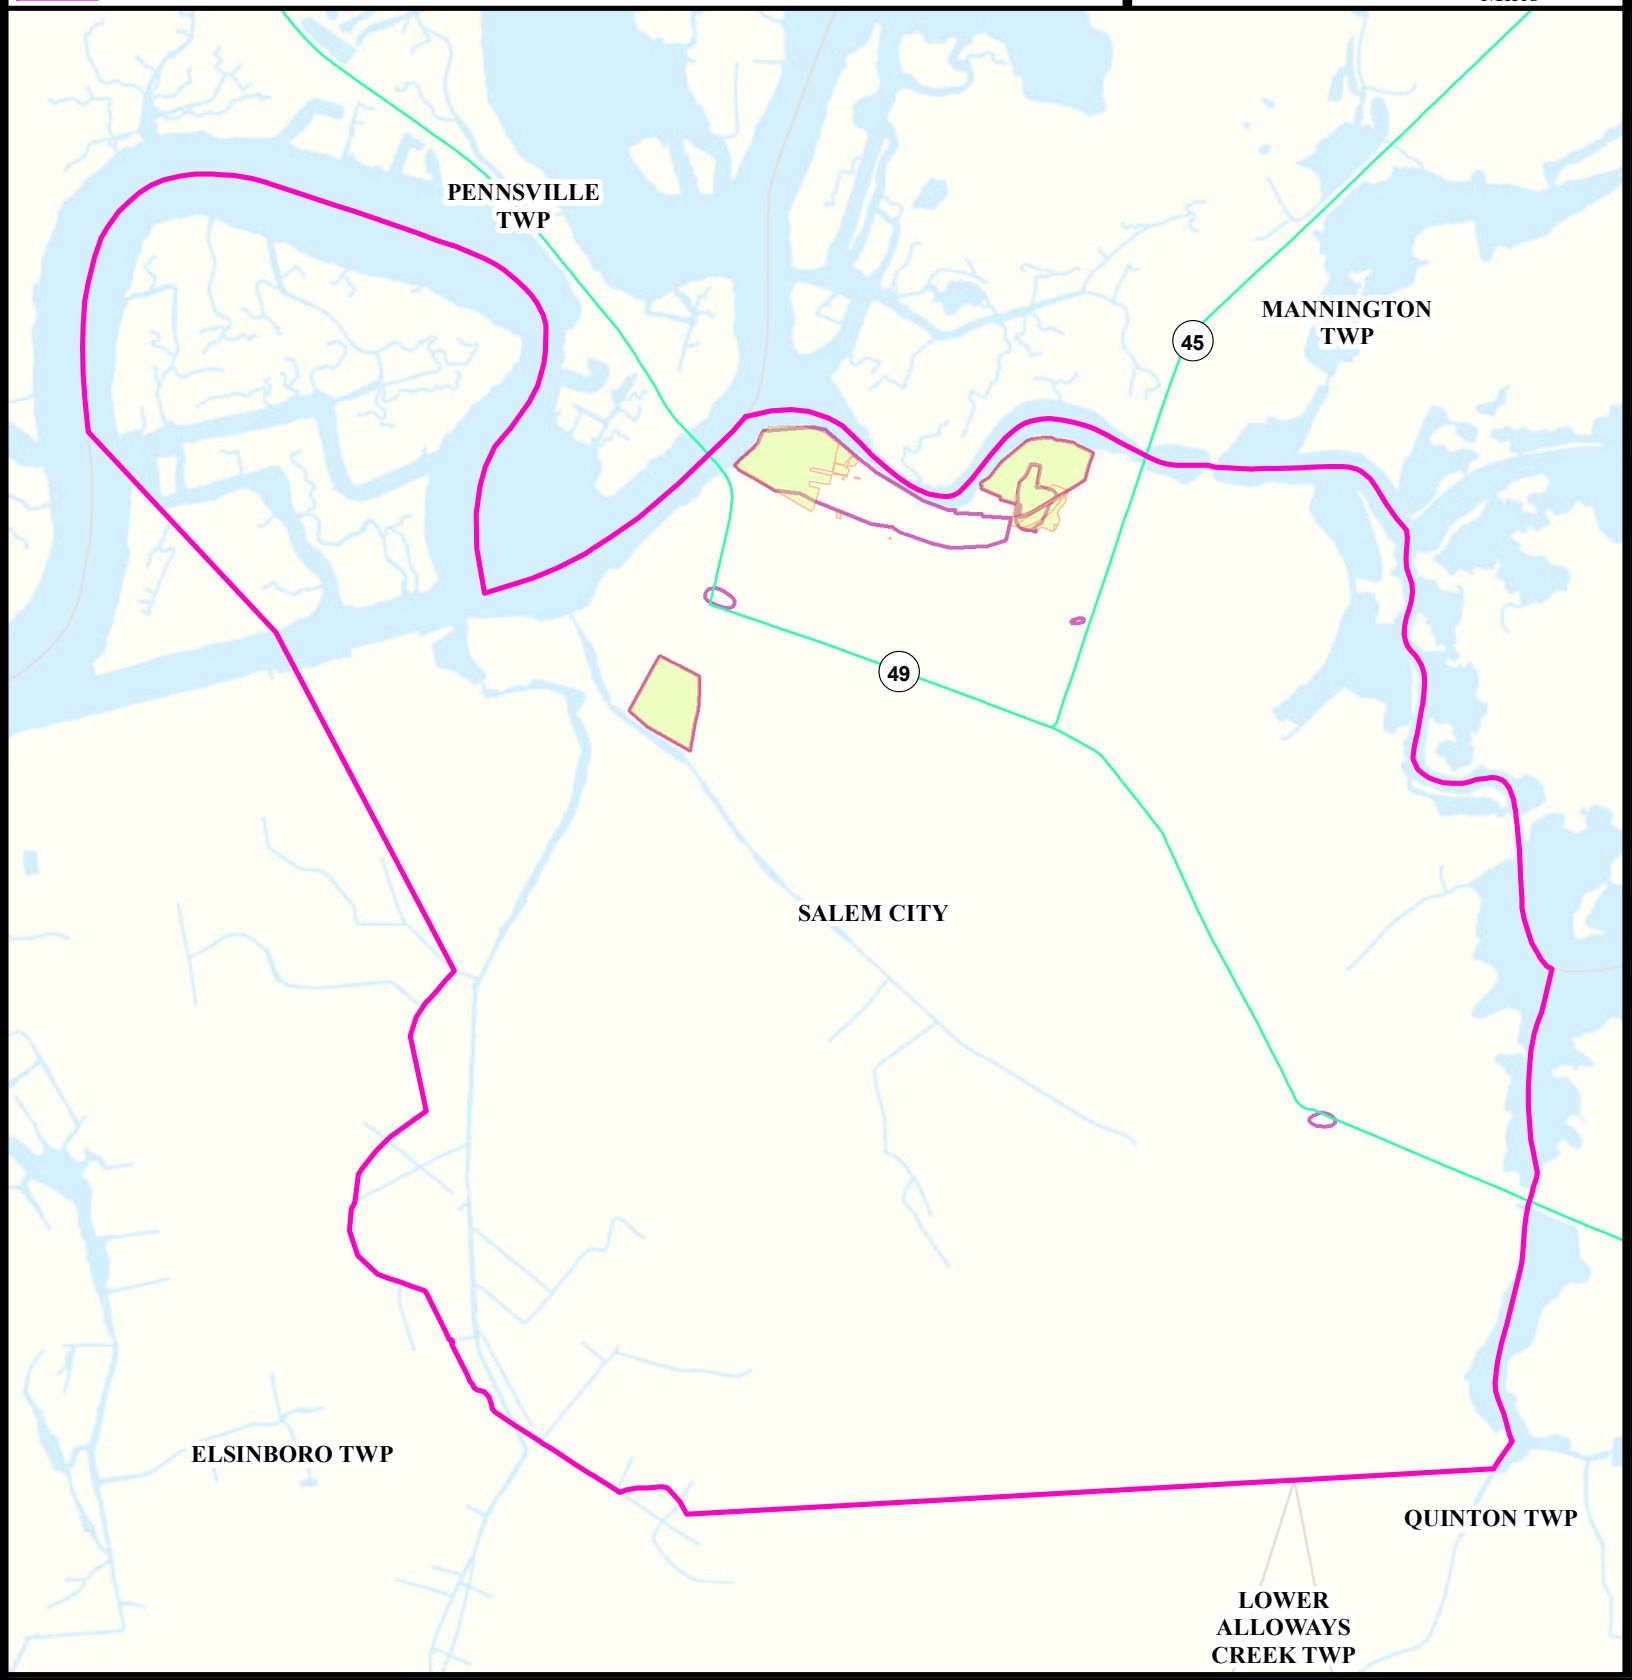 PENNSVILLE
TWP
MANNINGTON
TWP
45
49
SALEM CITY
ELSINBORO TWP
QUINTON TWP
LOWER
ALLOWAYS
CREEK TWP